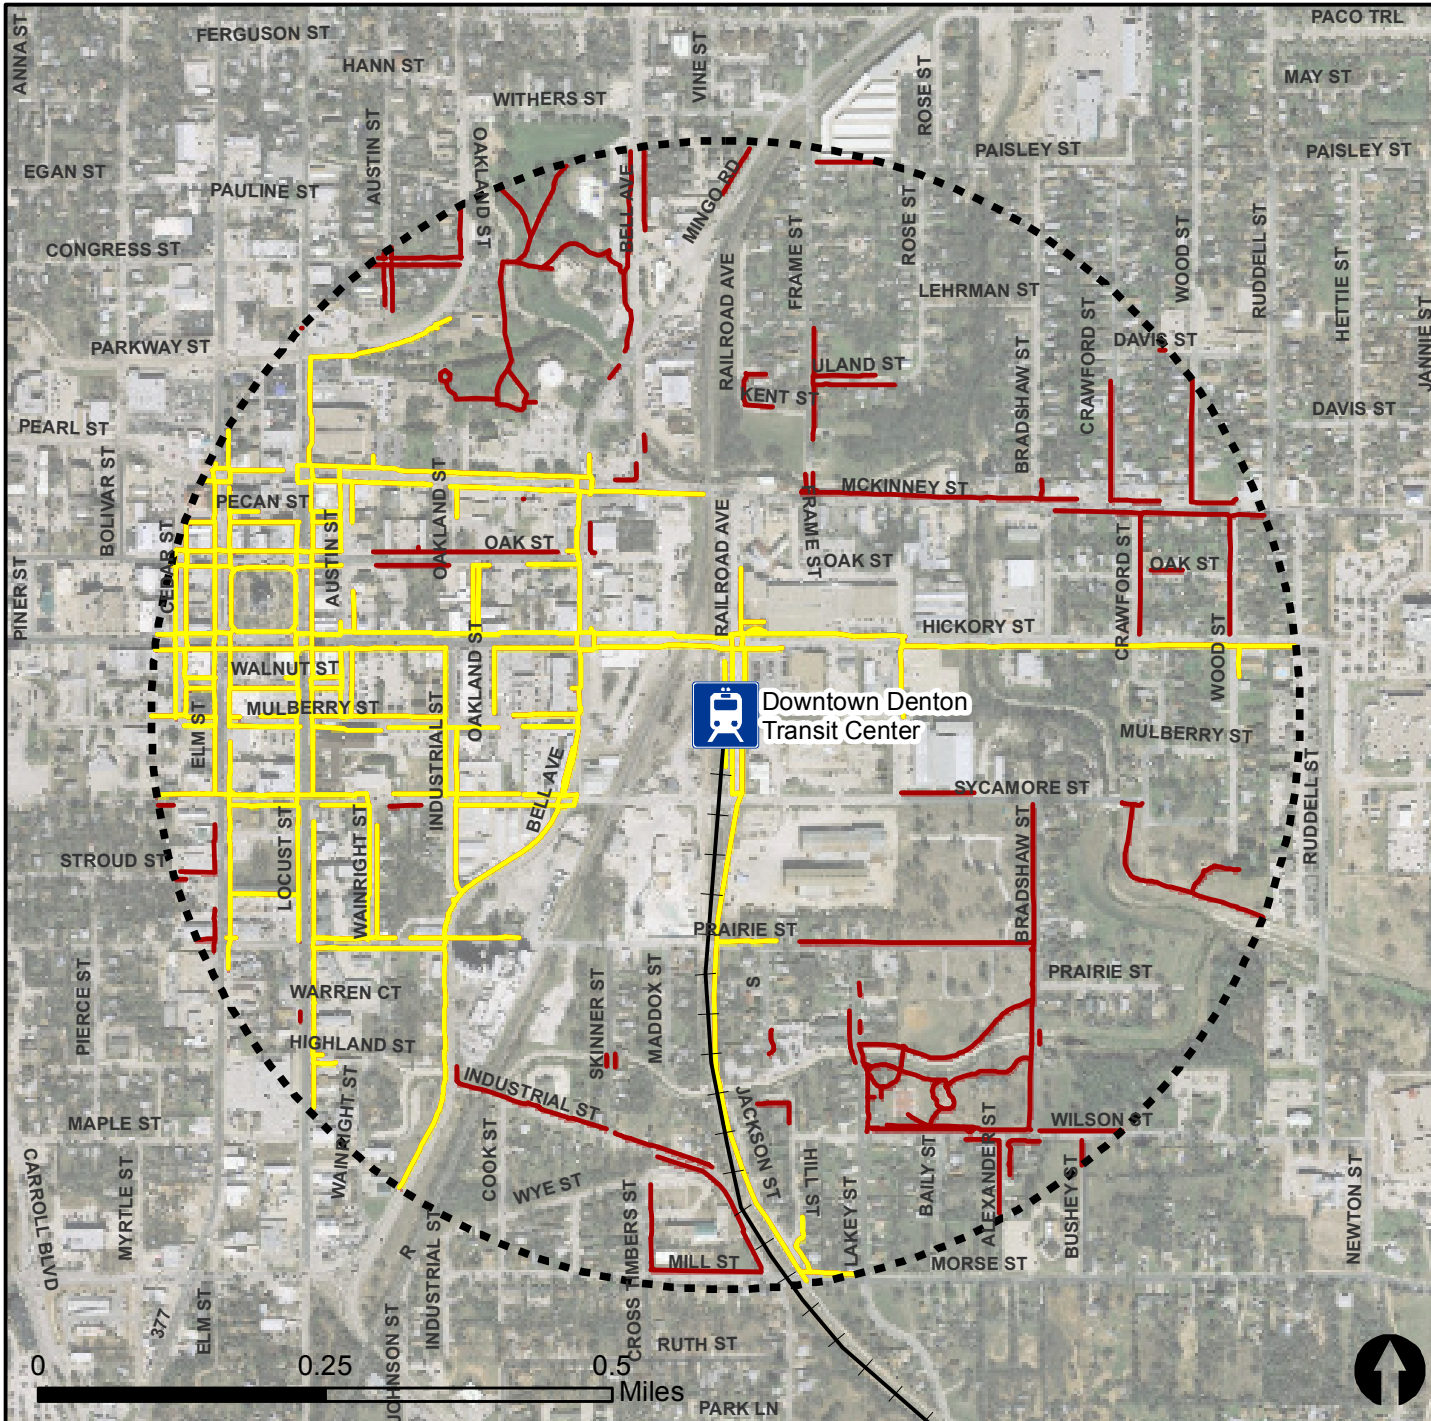 PACO TRL
ANNA ST
FERGUSON ST
HANN ST
VINE ST
MAY ST
WITHERS ST
ROSE ST
AUSTIN ST
OAKLAND ST
PAISLEY ST
PAISLEY ST
EGAN ST
PAULINE ST
BELL AVE
MINGO RD
CONGRESS ST
FRAME ST
ROSE ST
WOOD ST
RUDDELL ST
HETTIE ST
RAILROAD AVE
LEHRMAN ST
CRAWFORD ST
JANNIE ST
PARKWAY ST
DAVIS ST
ULAND ST
KENT ST
BRADSHAW ST
DAVIS ST
PEARL ST
BOLIVAR ST
OAKLAND ST
MCKINNEY ST
PECAN ST
AUSTIN ST
RAILROAD AVE
FRAME ST
CEDAR ST
OAK ST
OAK ST
OAK ST
CRAWFORD ST
PINER ST
HICKORY ST
OAKLAND ST
WOOD ST
WALNUT ST
MULBERRY ST
ELM ST
INDUSTRIAL ST
Downtown Denton
Transit Center
MULBERRY ST
RUDDELL ST
BELL AVE
SYCAMORE ST
STROUD ST
LOCUST ST
WAINRIGHT ST
BRADSHAW ST
PRAIRIE ST
PIERCE ST
WARREN CT
SKINNER ST
MADDOX ST
S
PRAIRIE ST
HIGHLAND ST
INDUSTRIAL ST
JACKSON ST
MAPLE ST
WAINRIGHT ST
WILSON ST
CARROLL BLVD
MYRTLE ST
COOK ST
WYE ST
CROSS TIMBERS ST
HILL ST
LAKEY ST
BAILY ST
ALEXANDER ST
BUSHEY ST
NEWTON ST
R
INDUSTRIAL ST
MILL ST
MORSE ST
377
ELM ST
JOHNSON ST
RUTH ST
0 0.25 0.5
Miles
PARK LN